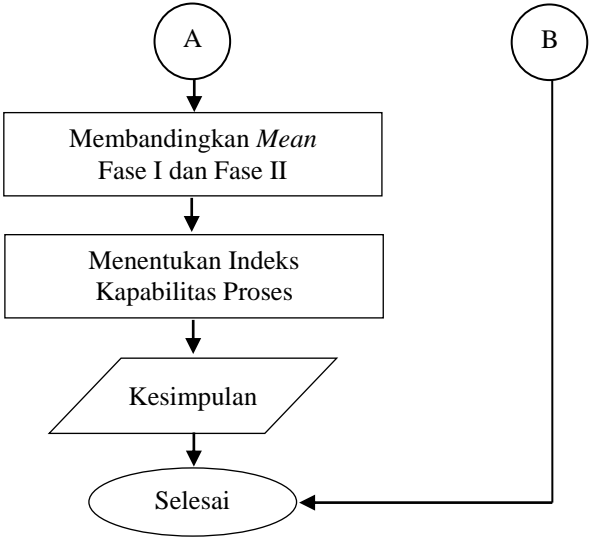 A
B
Membandingkan Mean
Fase I dan Fase II
Menentukan Indeks
Kapabilitas Proses
Kesimpulan
Selesai